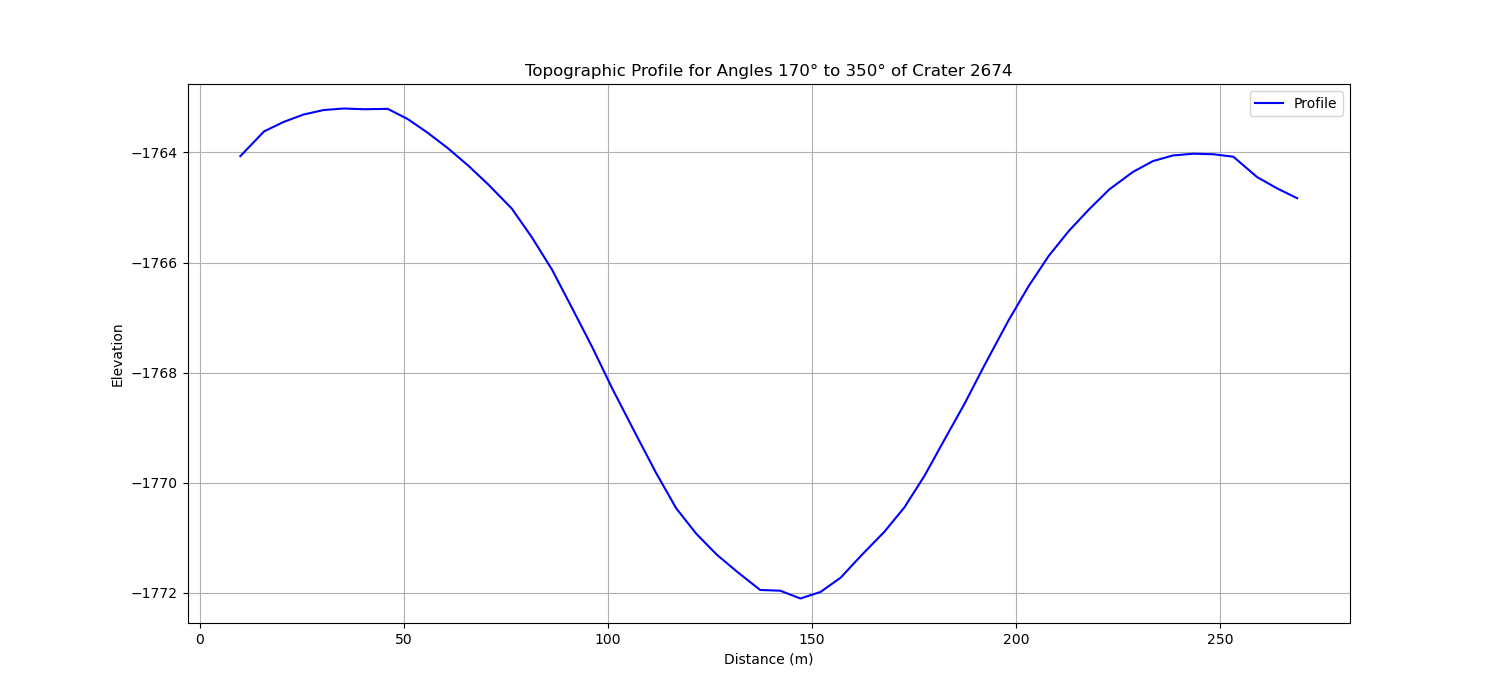 Topographic Profile for Angles 170° to 350° of Crater 2674
Profile
−1764
−1766
−1768
−1770
−1772
Elevation
0 50 100 150 200 250
Distance (m)